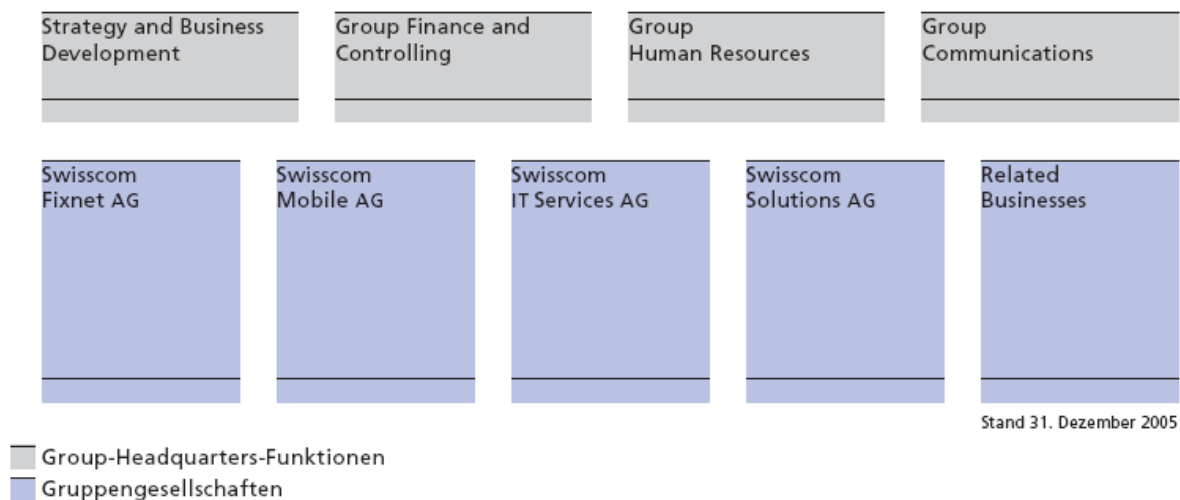 Strategy and Business
Development
Group Finance and
Controlling
Group
Human Resources
Group
Communications
Swisscom
Fixnet AG
Swisscom
Mobile AG
Swisscom
IT Services AG
Swisscom
Solutions AG
Related
Businesses
Stand 31. Dezember 2005
Group-Headquarters-Funktionen
Gruppengesellschaften